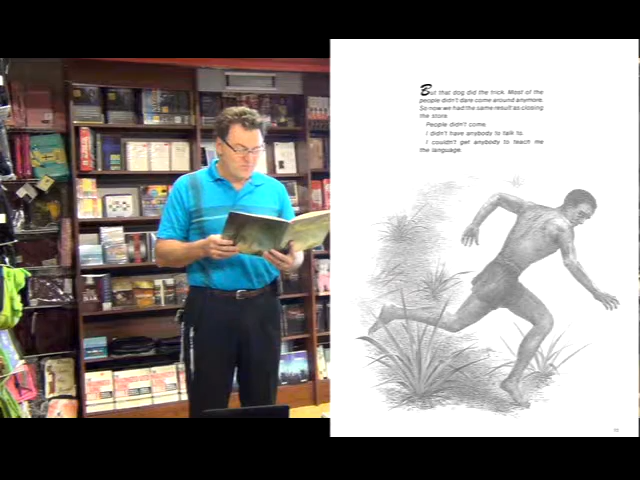 But that dog did the trick. Most of the
people didn't dare come around anymore.
So now we had the same result as closing
the store.
People didn't come.
I didn't have anybody to talk to.
I couldn't get anybody to teach me
the language.